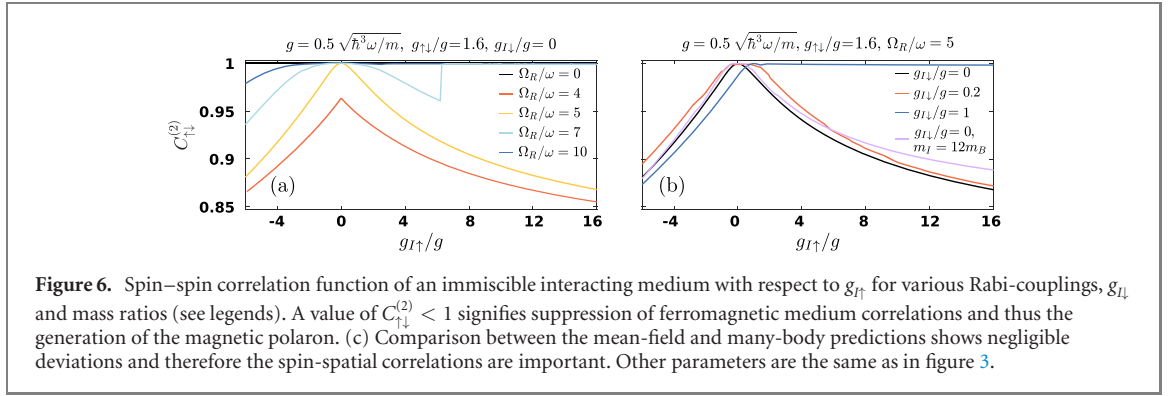 g = 0.5 √ħ³ω/m, g↑↓/g=1.6, gI↓/g= 0
g = 0.5 √ħ³ω/m, g↑↓/g=1.6, ΩR/ω = 5
C↑↓(2)
1
0.95
0.9
0.85
ΩR/ω = 0
ΩR/ω = 4
ΩR/ω = 5
ΩR/ω = 7
ΩR/ω = 10
(a)
-4 0 4 8 12 16
gI↑/g
gI↓/g= 0
gI↓/g = 0.2
gI↓/g = 1
gI↓/g = 0,
mI = 12mB
(b)
-4 0 4 8 12 16
gI↑/g
Figure 6. Spin–spin correlation function of an immiscible interacting medium with respect to gI↑ for various Rabi-couplings, gI↓
and mass ratios (see legends). A value of C↑↓(2) < 1 signifies suppression of ferromagnetic medium correlations and thus the
generation of the magnetic polaron. (c) Comparison between the mean-field and many-body predictions shows negligible
deviations and therefore the spin-spatial correlations are important. Other parameters are the same as in figure 3.